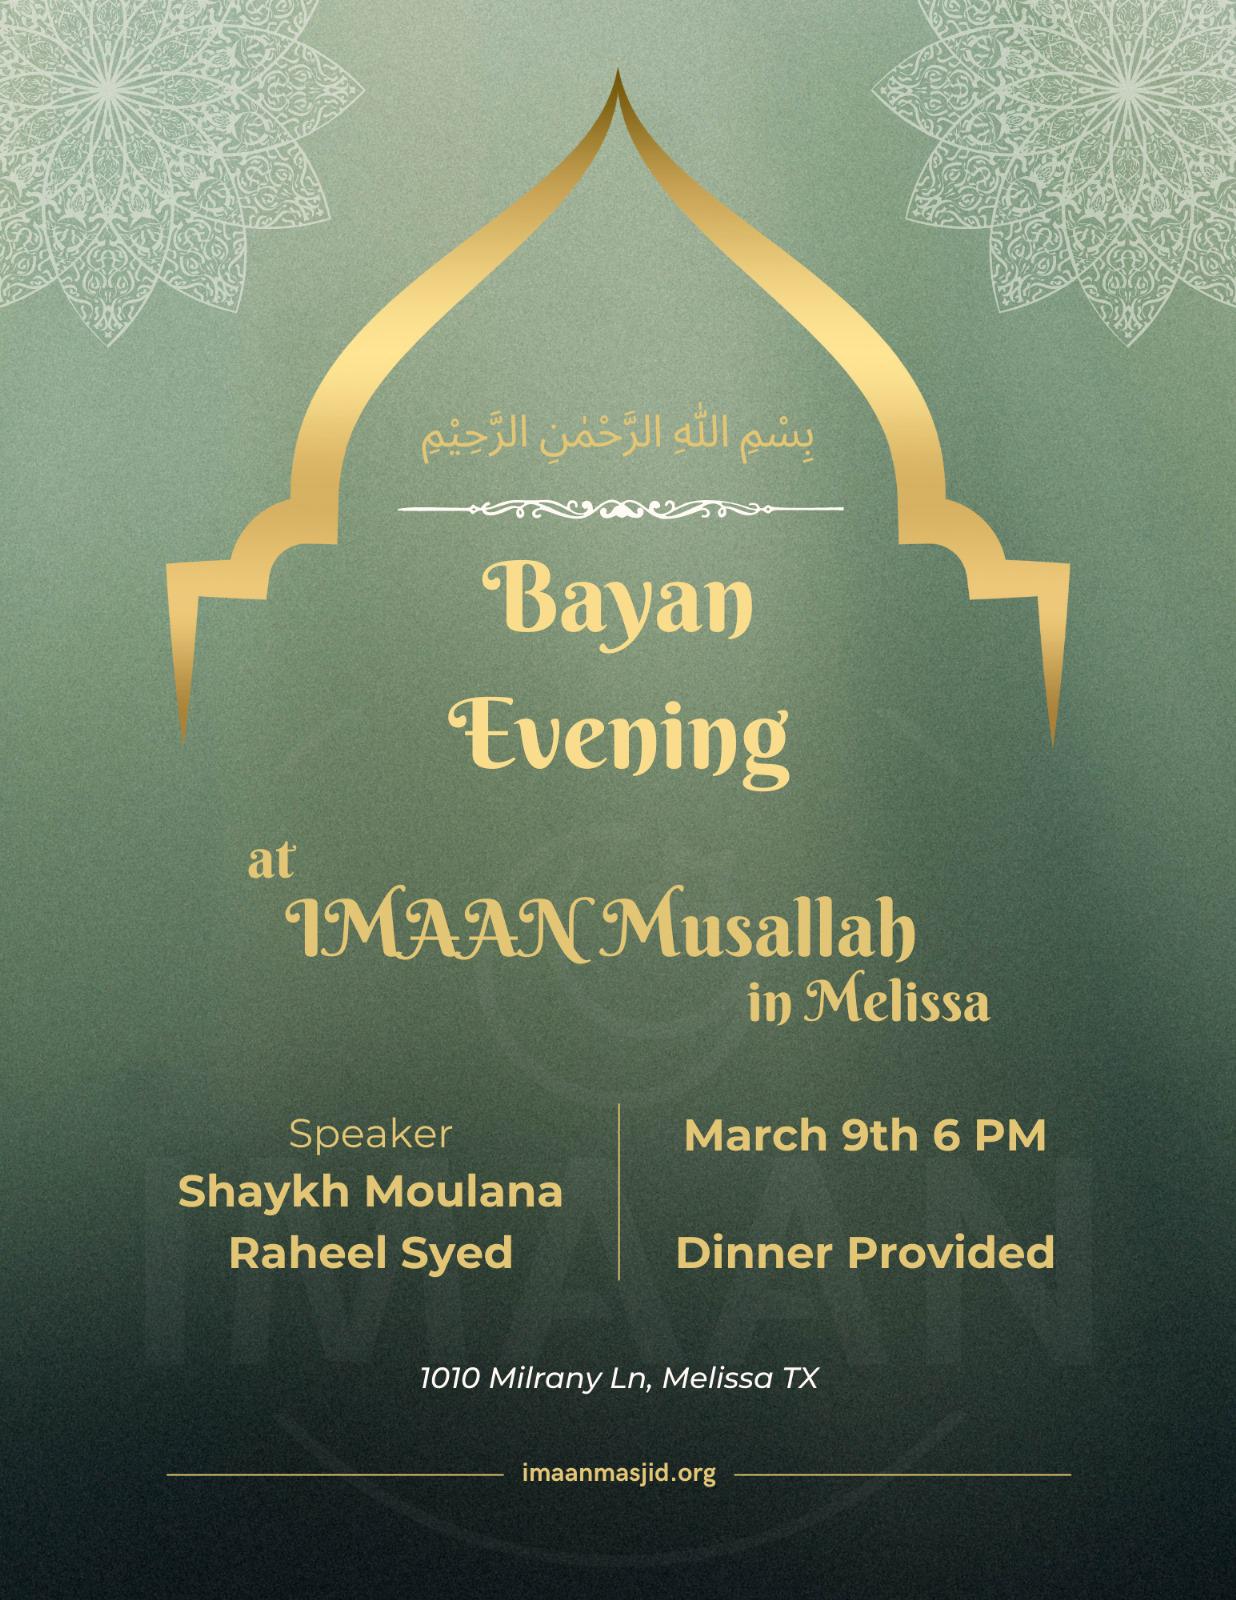 بِسْمِ اللّٰهِ الرَّحْمٰنِ الرَّحِيْمِ
Bayan
Evening
at
IMAAN Musallah
in Melissa
Speaker
Shaykh Moulana
Raheel Syed
March 9th 6 PM
Dinner Provided
IMAAN
1010 Milrany Ln, Melissa TX
imaanmasjid.org